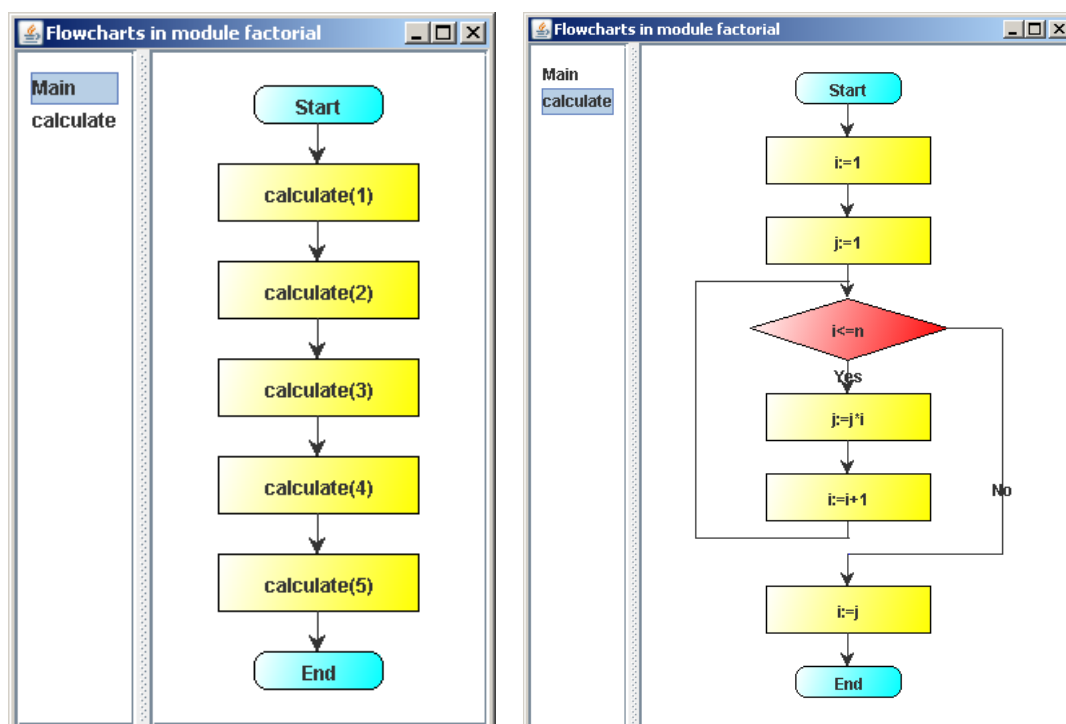 Flowcharts in module factorial
Main
calculate
Start
calculate(1)
calculate(2)
calculate(3)
calculate(4)
calculate(5)
End
Flowcharts in module factorial
Main
calculate
Start
i:=1
j:=1
i<=n
Yes
j:=j*i
i:=i+1
No
i:=j
End